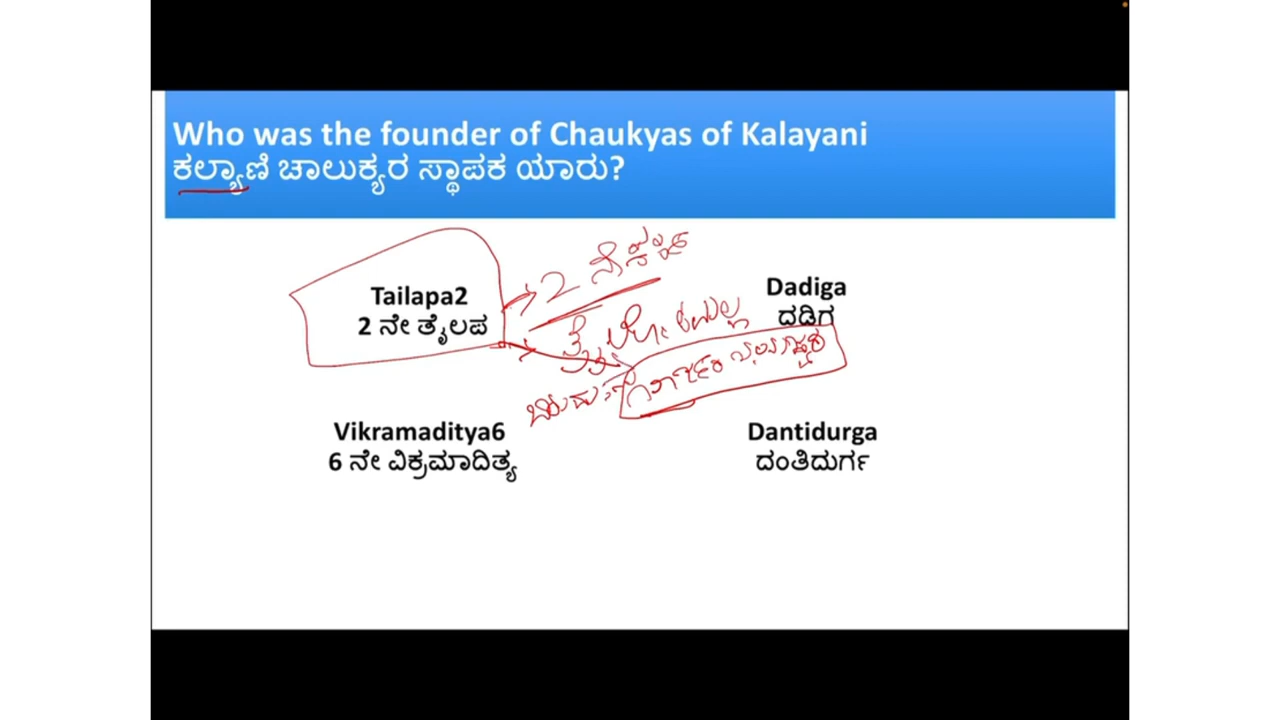 Who was the founder of Chaukyas of Kalayani
ಕಲ್ಯಾಣಿ ಚಾಲುಕ್ಯರ ಸ್ಥಾಪಕ ಯಾರು?
Tailapa2
2 ನೇ ತೈಲಪ
2 ನೇ
Dadiga
ದಡಿಗ
Vikramaditya6
6 ನೇ ವಿಕ್ರಮಾದಿತ್ಯ
Dantidurga
ದಂತಿದುರ್ಗ